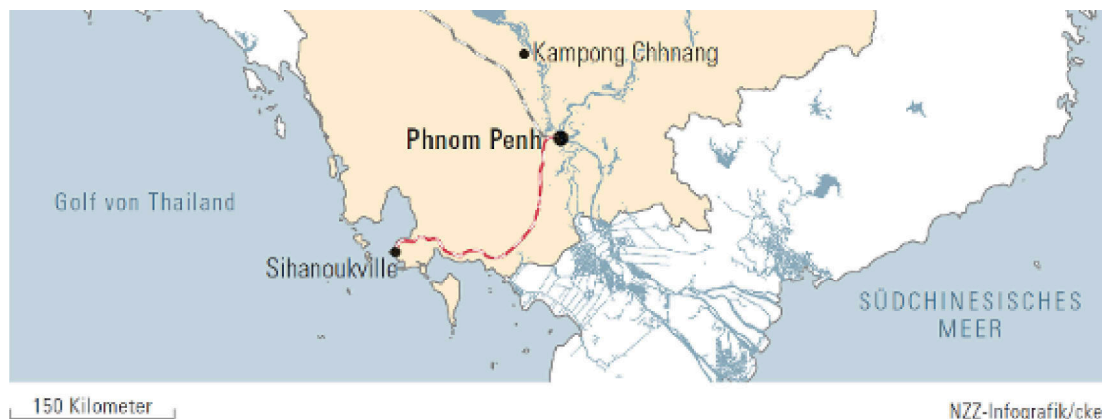 Kampong Chhnang
Phnom Penh
Golf von Thailand
Sihanoukville
SÜDCHINESISCHES
MEER
150 Kilometer
NZZ-Infografik/cke